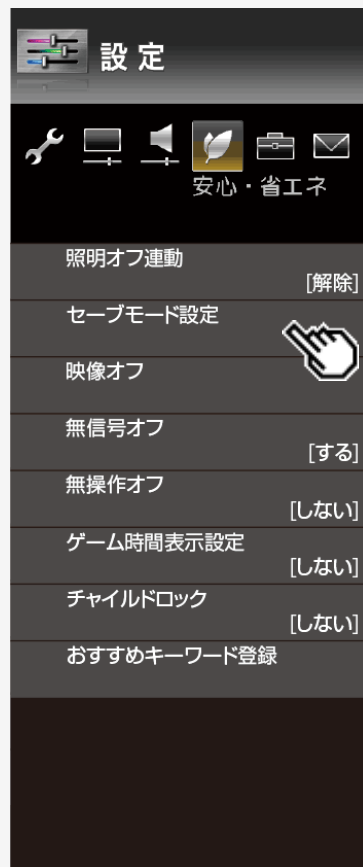 設定
安心・省エネ
照明オフ連動
[解除]
セーブモード設定
映像オフ
無信号オフ
[する]
無操作オフ
[しない]
ゲーム時間表示設定
[しない]
チャイルドロック
[しない]
おすすめキーワード登録